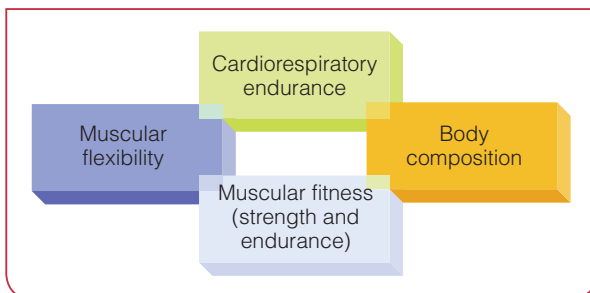 Cardiorespiratory
endurance
Muscular
flexibility
Body
composition
Muscular fitness
(strength and
endurance)